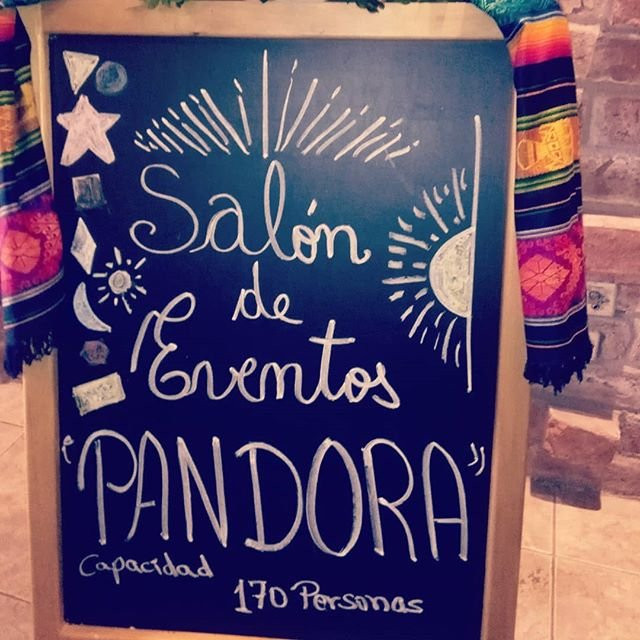 Salón
de
Eventos
"PANDORA"
Capacidad
170 Personas